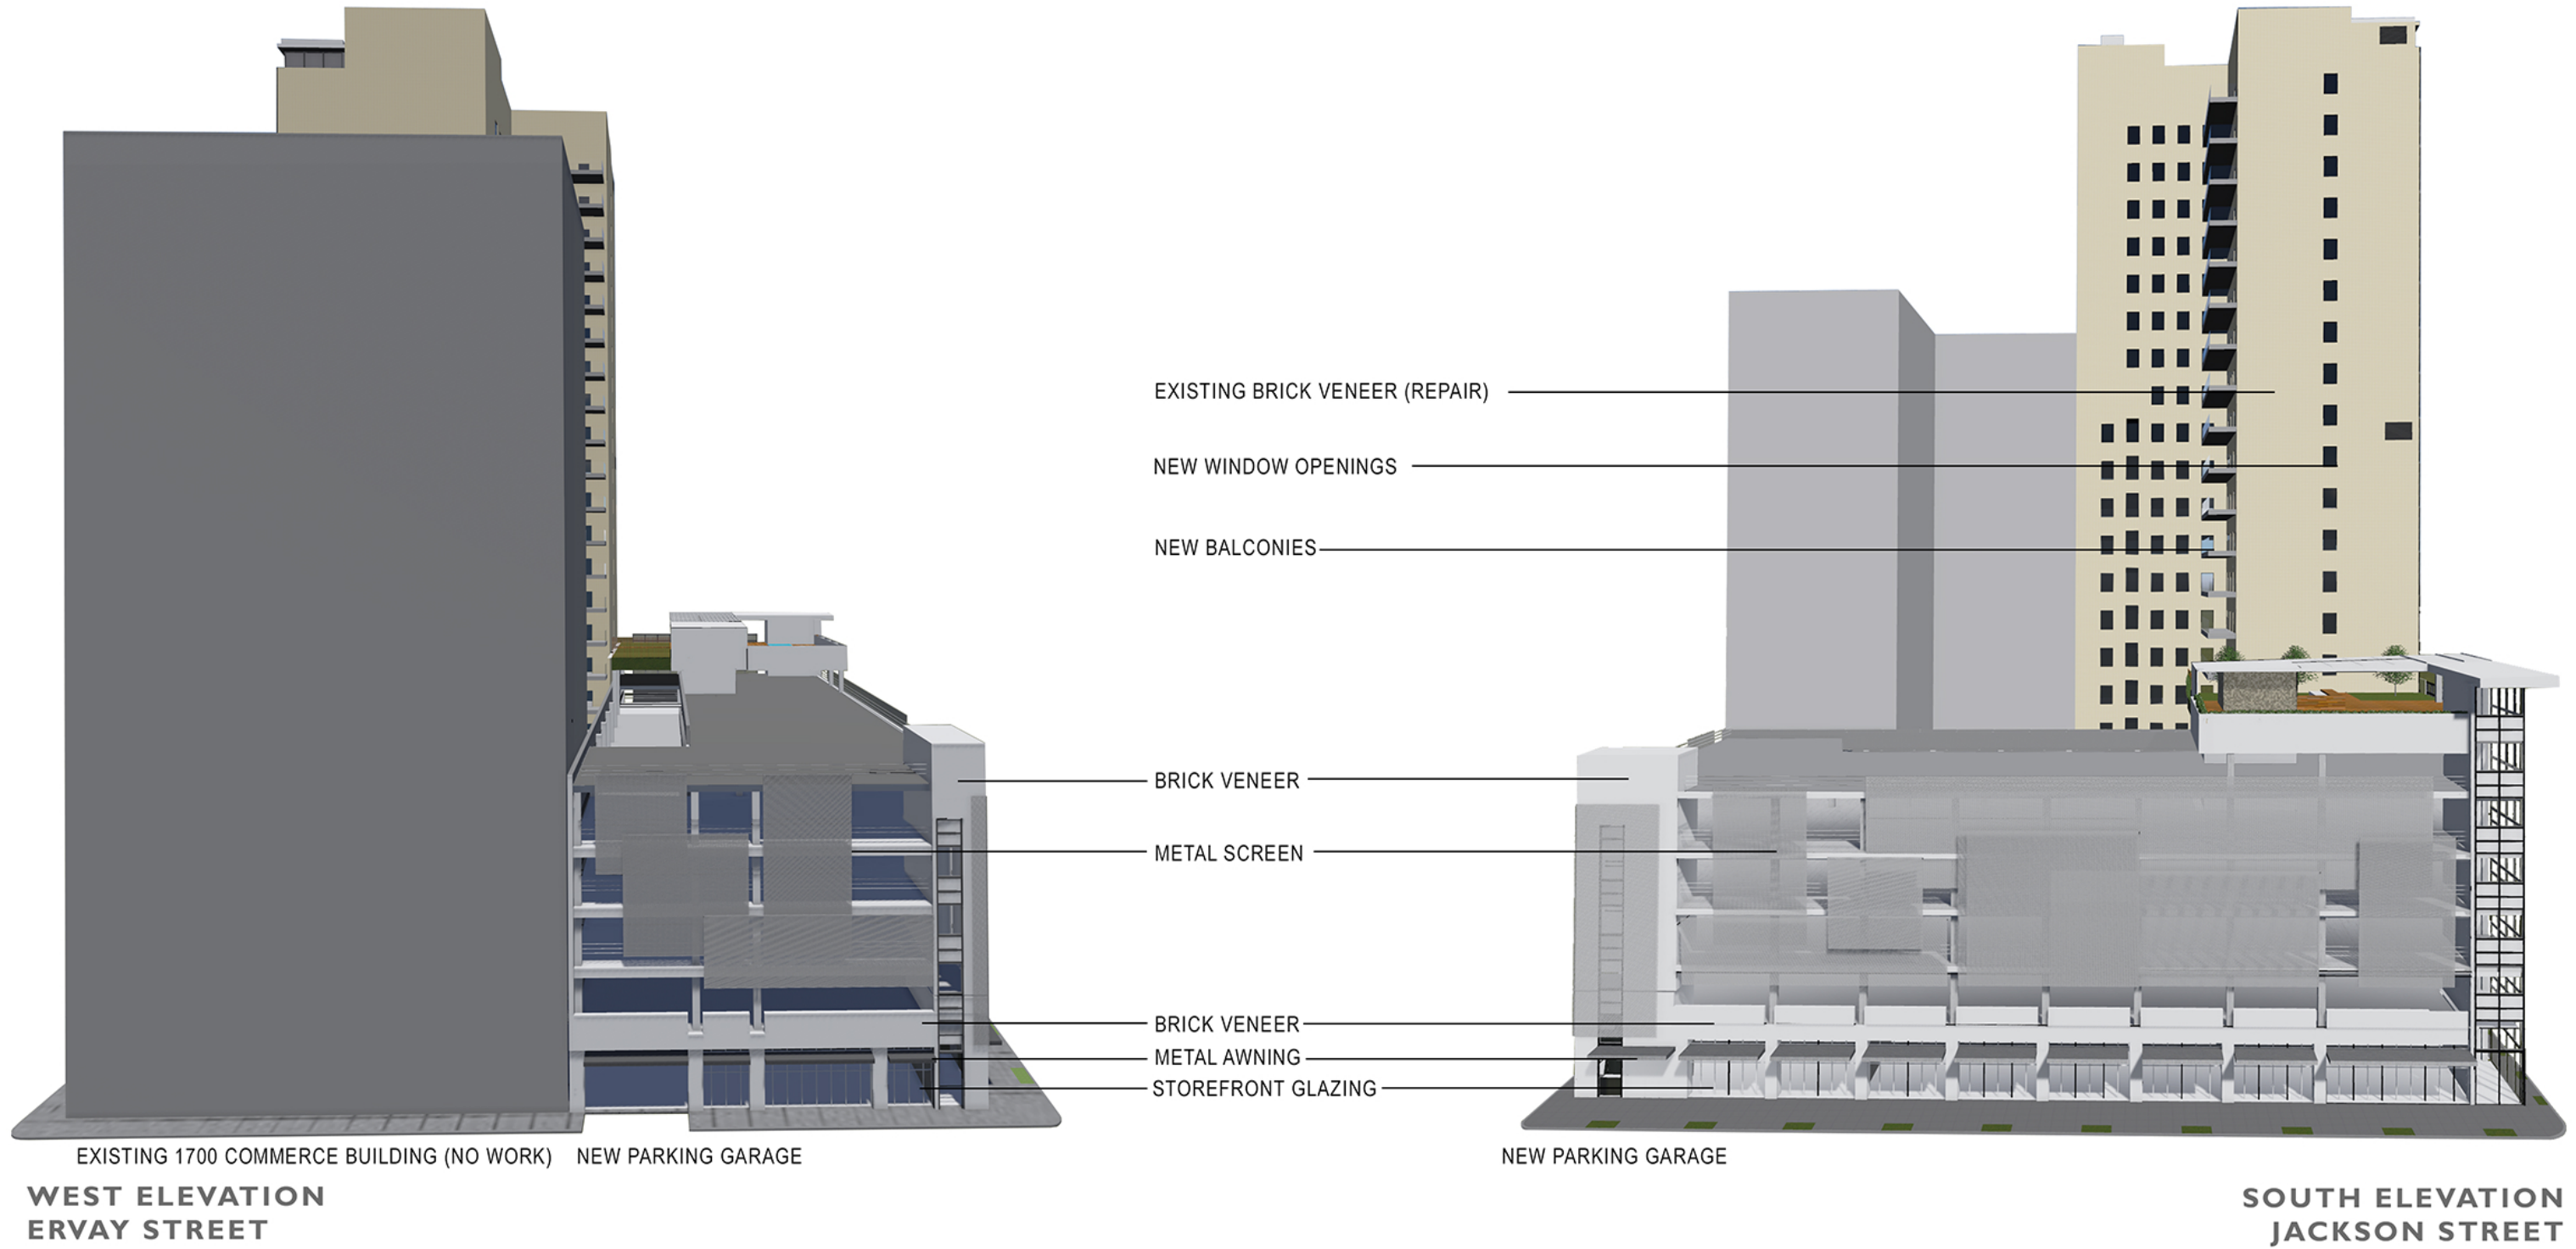 EXISTING BRICK VENEER (REPAIR)
NEW WINDOW OPENINGS
NEW BALCONIES
BRICK VENEER
METAL SCREEN
BRICK VENEER
METAL AWNING
STOREFRONT GLAZING
EXISTING 1700 COMMERCE BUILDING (NO WORK)
NEW PARKING GARAGE
NEW PARKING GARAGE
WEST ELEVATION
ERVAY STREET
SOUTH ELEVATION
JACKSON STREET